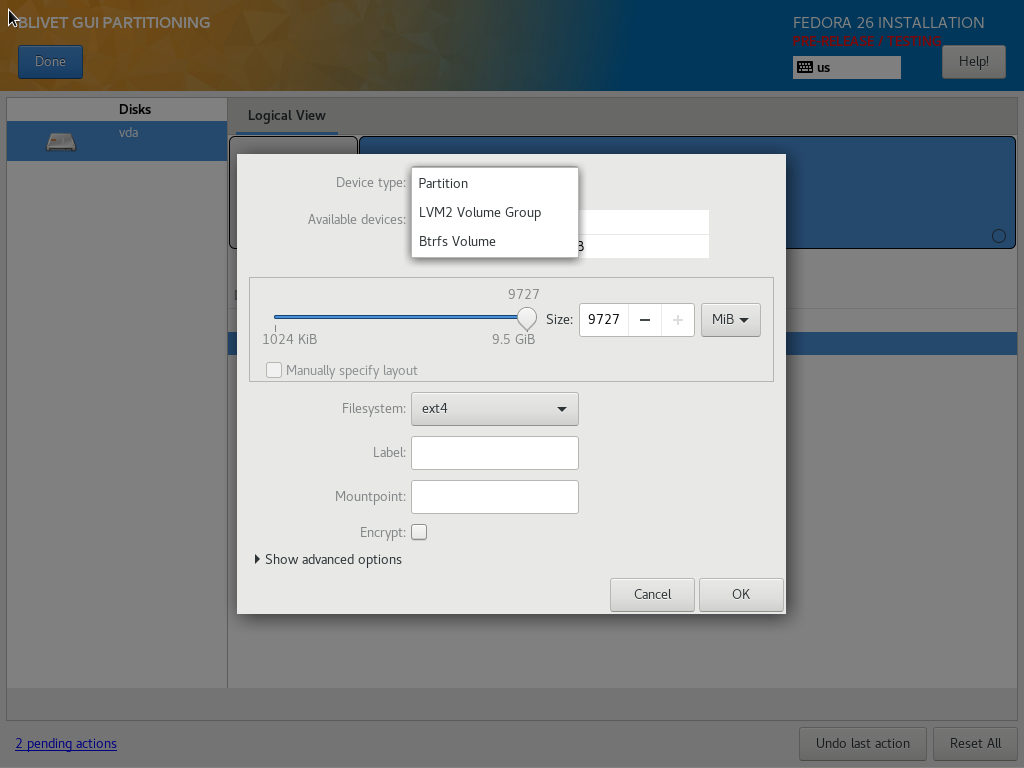 BLIVET GUI PARTITIONING
FEDORA 26 INSTALLATION
PRE-RELEASE / TESTING
Done
us
Help!
Disks
vda
Logical View
Device type:
Partition
LVM2 Volume Group
Btrfs Volume
Available devices:
B
9727
Size: 9727 − + MiB
1024 KiB 9.5 GiB
Manually specify layout
Filesystem: ext4
Label:
Mountpoint:
Encrypt:
Show advanced options
Cancel OK
2 pending actions
Undo last action Reset All